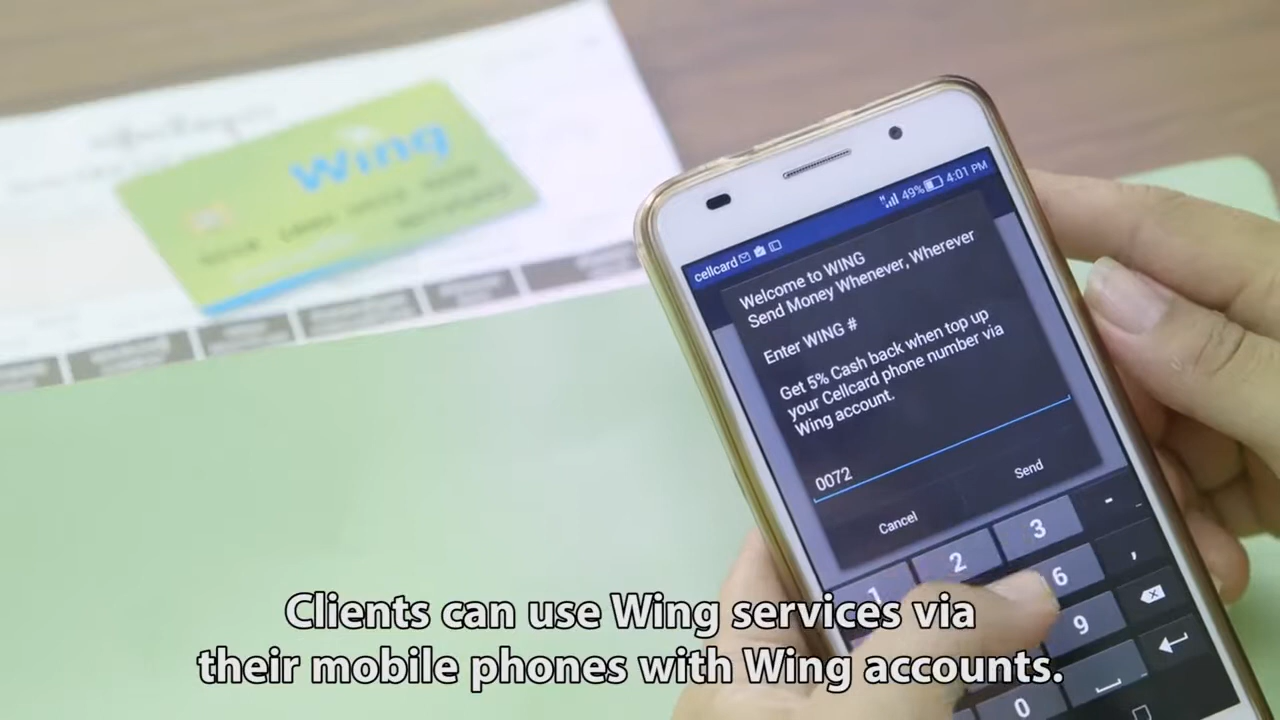 Wing
cellcard
49%
4:01 PM
Welcome to WING
Send Money Whenever, Wherever
Enter WING #
Get 5% Cash back when top up
your Cellcard phone number via
Wing account.
0072
Cancel
Send
1
2
3
-
6
,
9
0
Clients can use Wing services via
their mobile phones with Wing accounts.